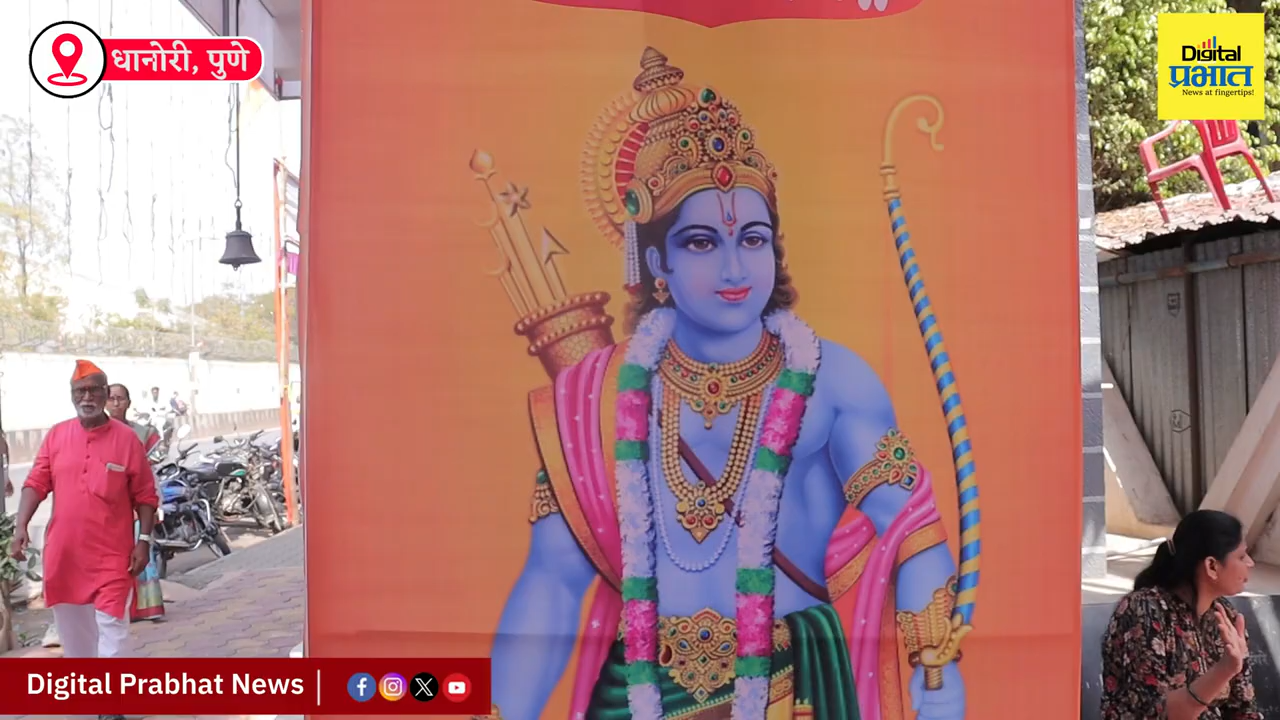 धानोरी, पुणे
Digital
प्रभात
News at fingertips!
Digital Prabhat News